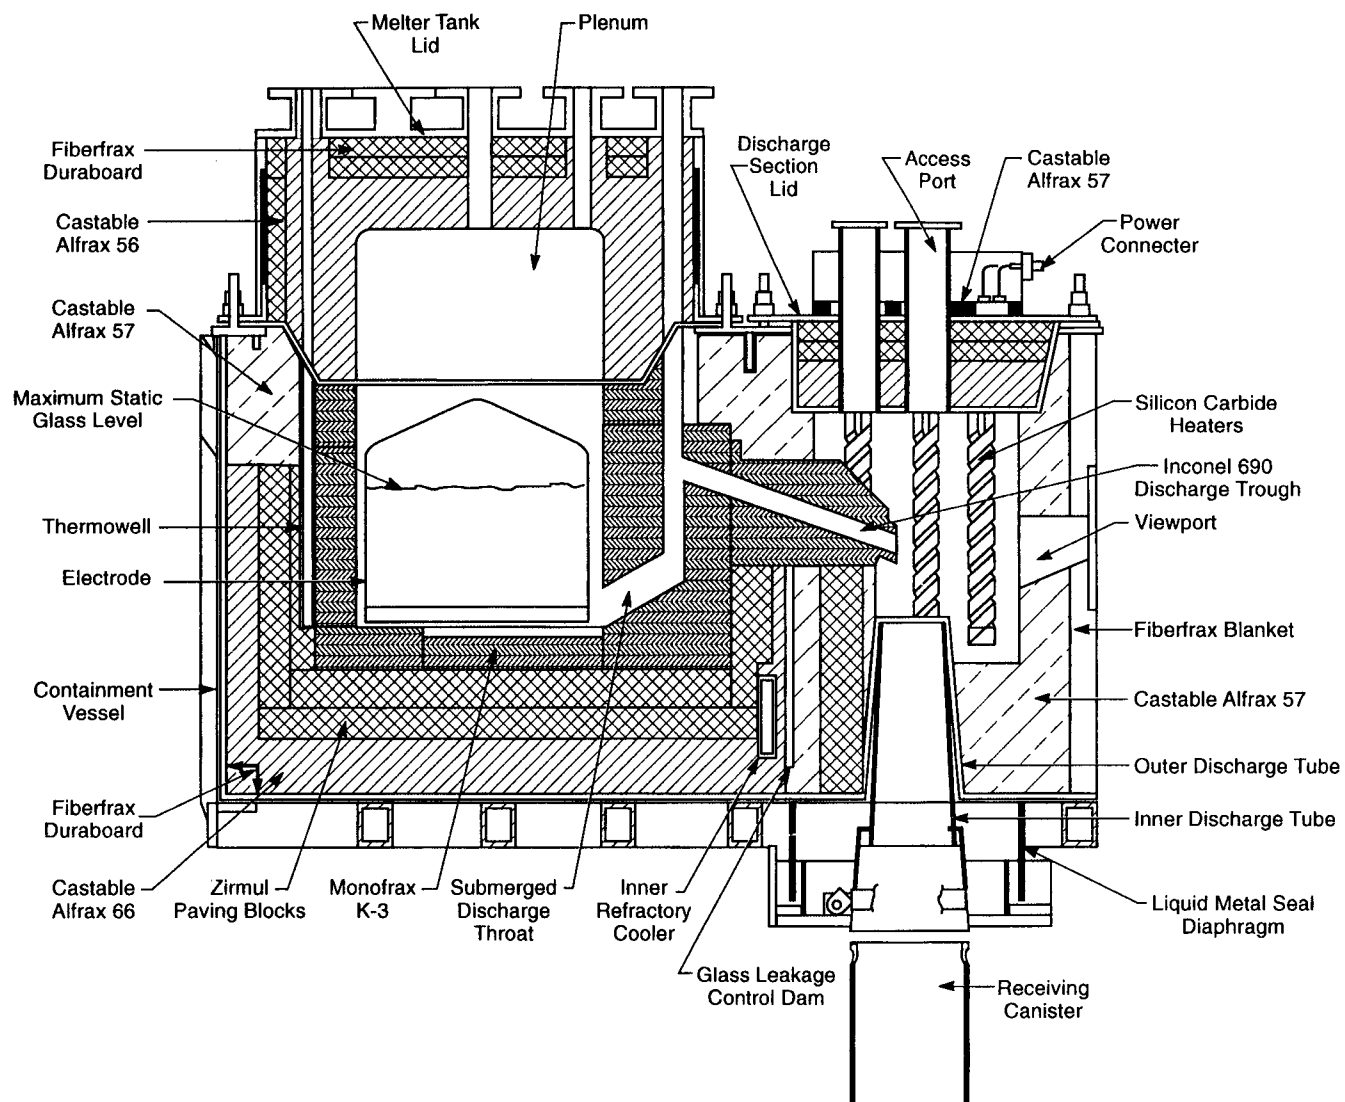 Melter Tank
Lid
Plenum
Fiberfrax
Duraboard
Discharge
Section
Lid
Access
Port
Castable
Alfrax 57
Castable
Alfrax 56
Power
Connecter
Castable
Alfrax 57
Maximum Static
Glass Level
Silicon Carbide
Heaters
Inconel 690
Discharge Trough
Thermowell
Viewport
Electrode
Fiberfrax Blanket
Containment
Vessel
Castable Alfrax 57
Outer Discharge Tube
Fiberfrax
Duraboard
Inner Discharge Tube
Castable
Alfrax 66
Zirmul
Paving Blocks
Monofrax
K-3
Submerged
Discharge
Throat
Inner
Refractory
Cooler
Liquid Metal Seal
Diaphragm
Glass Leakage
Control Dam
Receiving
Canister